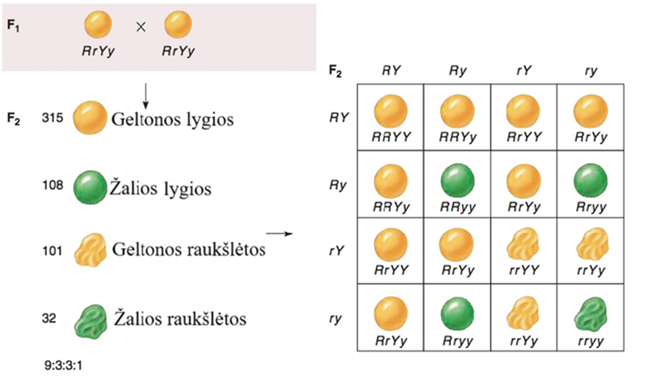 F1
RrYy × RrYy
F2 315 Geltonos lygios
108 Žalios lygios
101 Geltonos raukšlėtos
32 Žalios raukšlėtos
9:3:3:1
F2 RY Ry rY ry
RY RRYY RRYy RrYY RrYy
Ry RRYy RRyy RrYy Rryy
rY RrYY RrYy rrYY rrYy
ry RrYy Rryy rrYy rryy